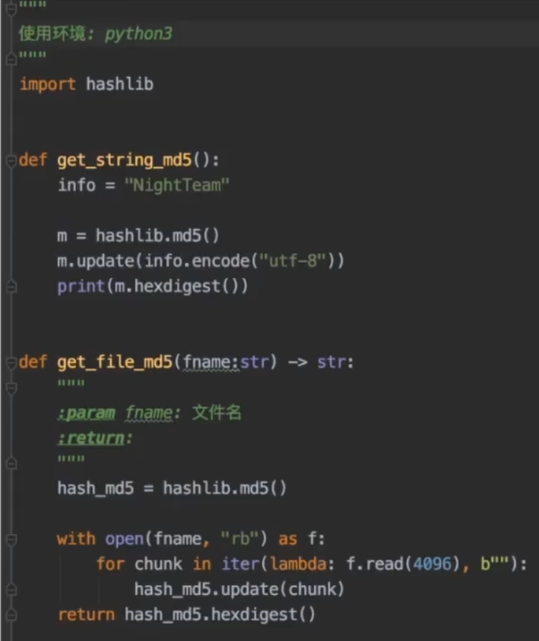 """
使用环境: python3
"""
import hashlib
def get_string_md5():
    info = "NightTeam"
    m = hashlib.md5()
    m.update(info.encode("utf-8"))
    print(m.hexdigest())
def get_file_md5(fname:str) -> str:
    """
    :param fname: 文件名
    :return:
    """
    hash_md5 = hashlib.md5()
    with open(fname, "rb") as f:
        for chunk in iter(lambda: f.read(4096), b""):
            hash_md5.update(chunk)
    return hash_md5.hexdigest()